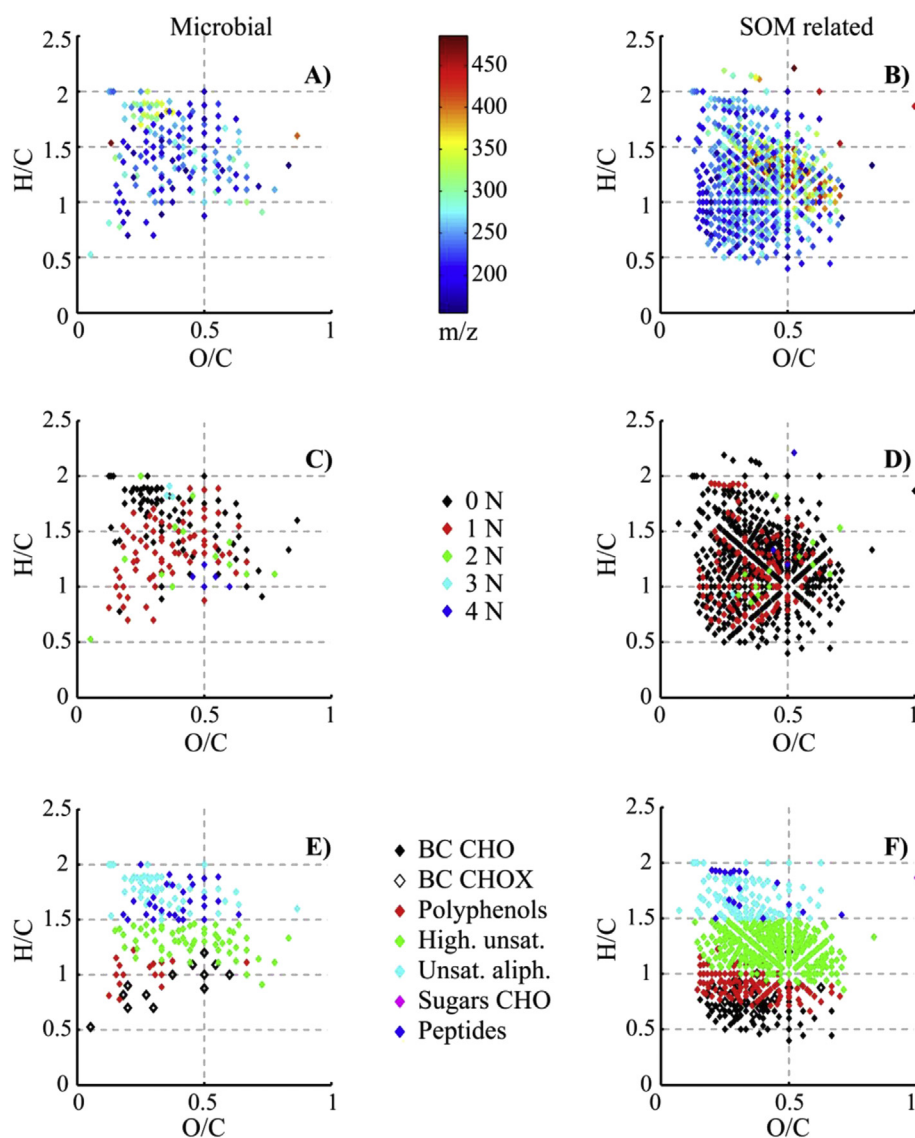 Microbial
SOM related
A)
B)
2.5
2
1.5
1
0.5
0
H/C
0
0.5
1
O/C
450
400
350
300
250
200
m/z
2.5
2
1.5
1
0.5
0
H/C
0
0.5
1
O/C
C)
D)
2.5
2
1.5
1
0.5
0
H/C
0
0.5
1
O/C
0 N
1 N
2 N
3 N
4 N
2.5
2
1.5
1
0.5
0
H/C
0
0.5
1
O/C
E)
F)
2.5
2
1.5
1
0.5
0
H/C
0
0.5
1
O/C
BC CHO
BC CHOX
Polyphenols
High. unsat.
Unsat. aliph.
Sugars CHO
Peptides
2.5
2
1.5
1
0.5
0
H/C
0
0.5
1
O/C